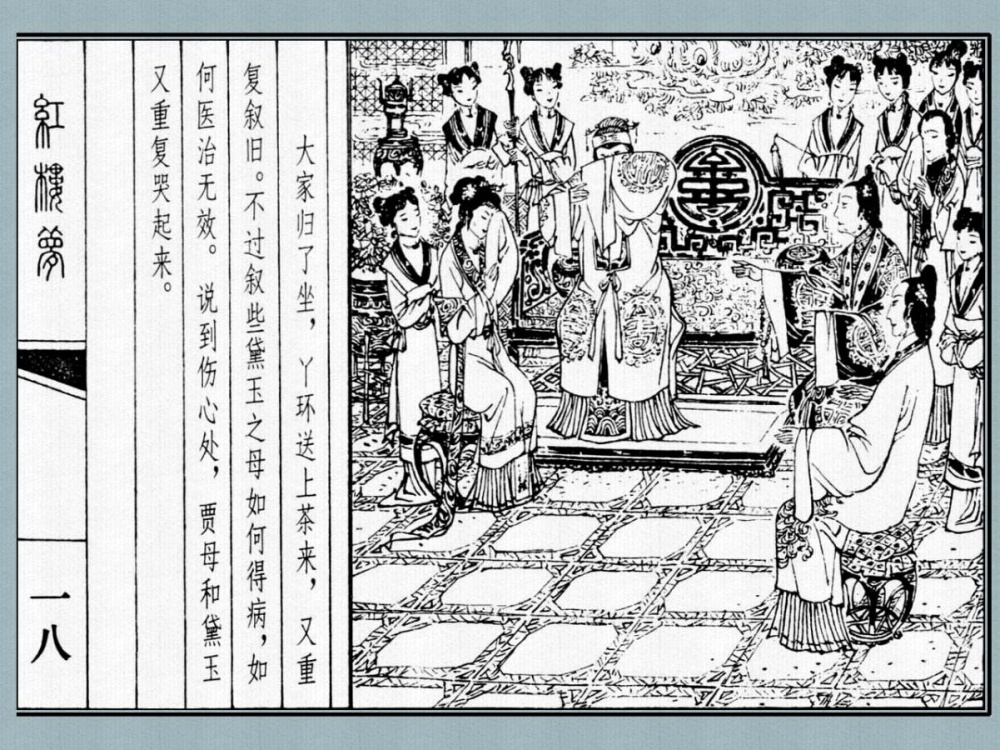 大家归了坐，丫环送上茶来，又重
复叙旧。不过叙些黛玉之母如何得病，如
何医治无效。说到伤心处，贾母和黛玉
又重复哭起来。
红楼梦
一八